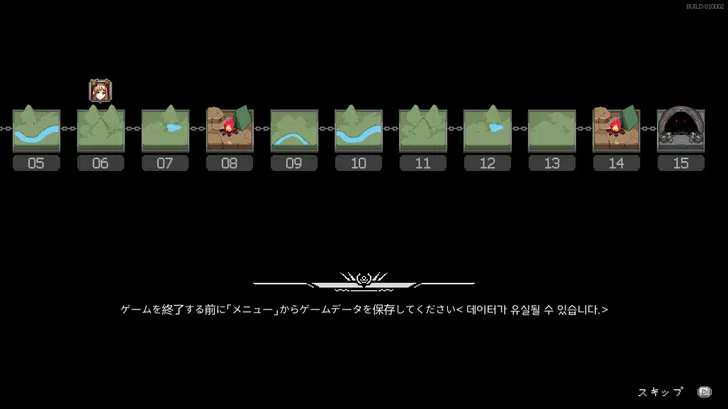 BUILD-010002
05 06 07 08 09 10 11 12 13 14 15
ゲームを終了する前に「メニュー」からゲームデータを保存してください< 데이터가 유실될 수 있습니다.>
スキップ